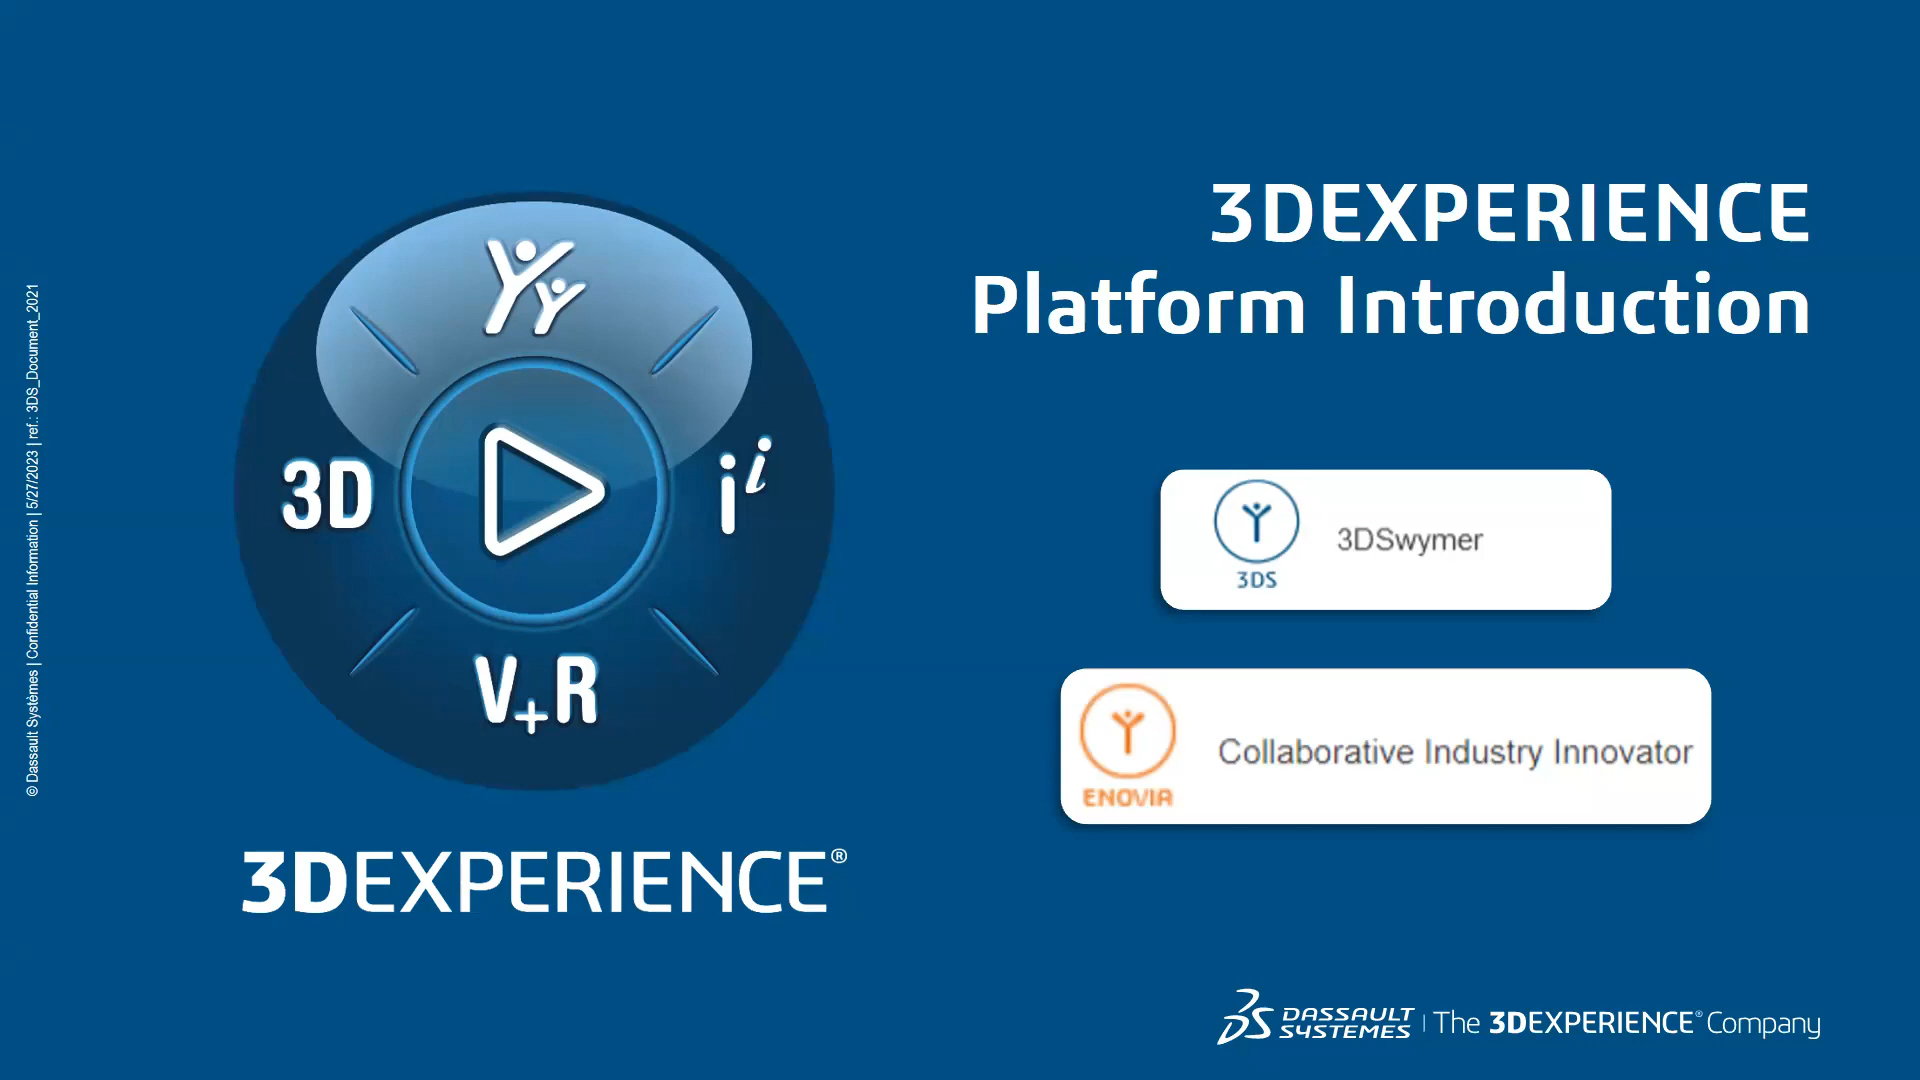 3DEXPERIENCE
Platform Introduction
3D
i i
V+R
3DEXPERIENCE®
3DS
3DSwymer
ENOVIA
Collaborative Industry Innovator
© Dassault Systèmes | Confidential Information | 5/27/2023 | ref.: 3DS_Document_2021
3DS DASSAULT SYSTEMES | The 3DEXPERIENCE® Company